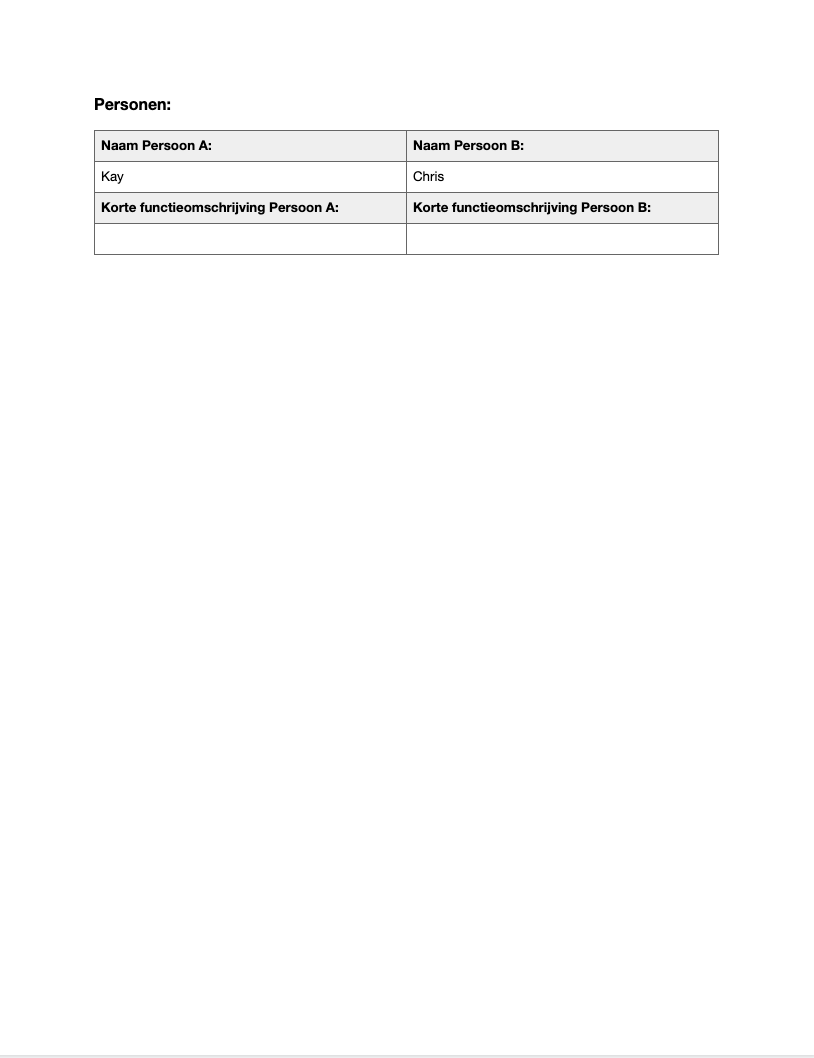 Personen:
Naam Persoon A: Naam Persoon B:
Kay Chris
Korte functieomschrijving Persoon A: Korte functieomschrijving Persoon B: